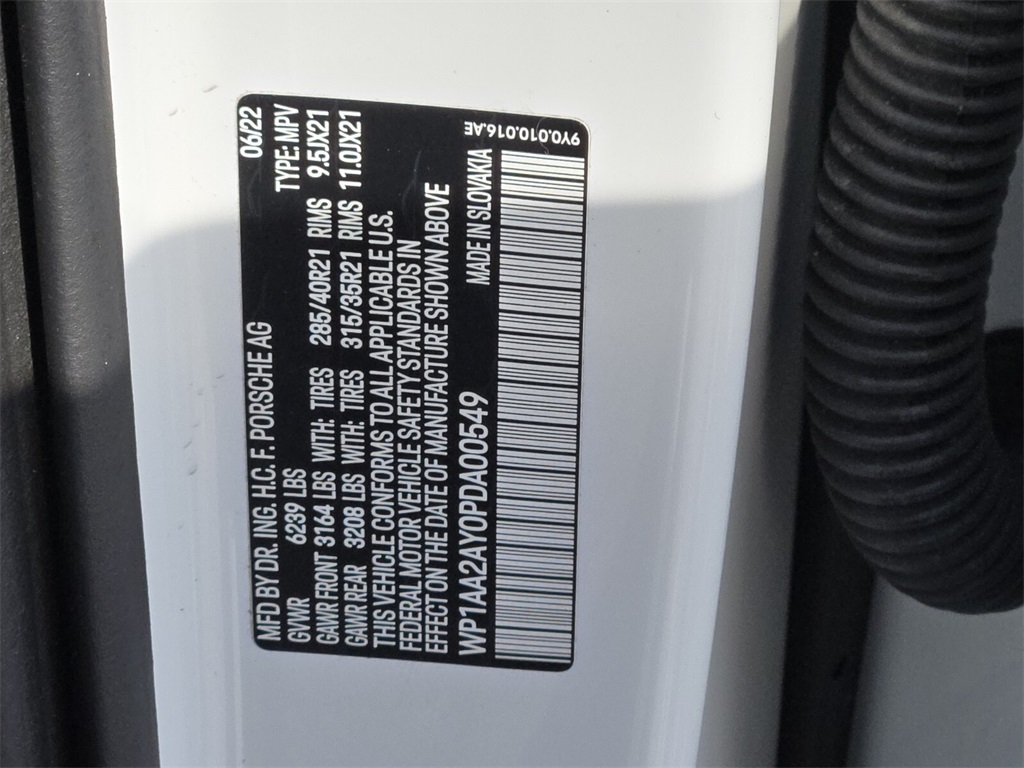 MFD BY DR. ING. H.C. F. PORSCHE AG 06/22
GVWR 6239 LBS TYPE: MPV
GAWR FRONT 3164 LBS WITH: TIRES 285/40R21 RIMS 9.5JX21
GAWR REAR 3208 LBS WITH: TIRES 315/35R21 RIMS 11.0JX21
THIS VEHICLE CONFORMS TO ALL APPLICABLE U.S.
FEDERAL MOTOR VEHICLE SAFETY STANDARDS IN
EFFECT ON THE DATE OF MANUFACTURE SHOWN ABOVE
WP1AA2AY0PDA00549 MADE IN SLOVAKIA
9Y0.010.016.AE